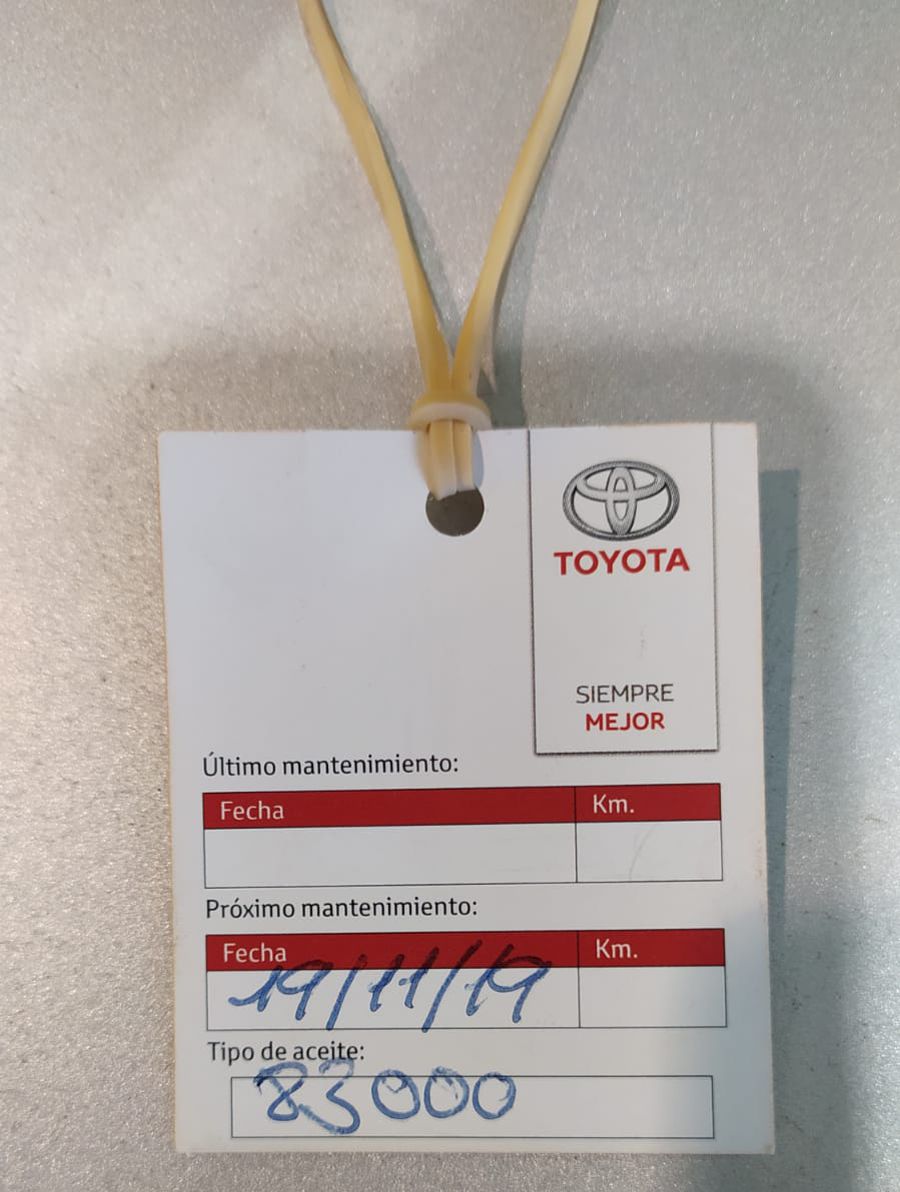 TOYOTA
SIEMPRE
MEJOR
Último mantenimiento:
Fecha Km.
Próximo mantenimiento:
Fecha Km.
19/11/19
Tipo de aceite:
83000